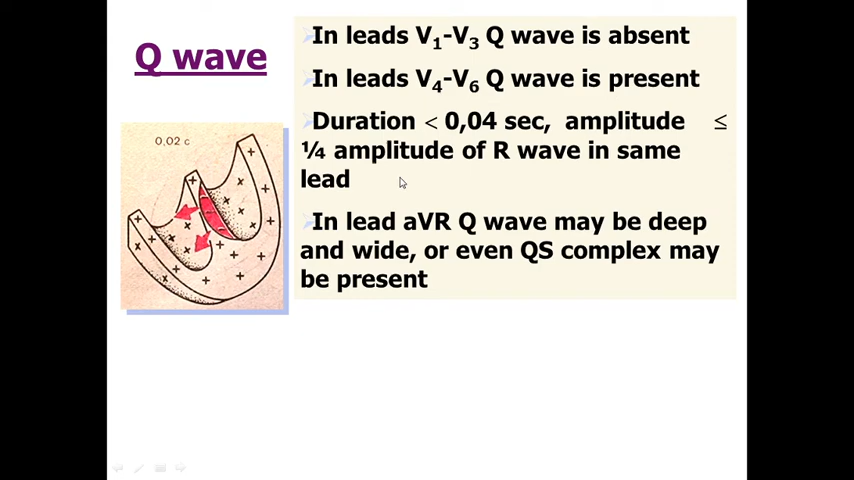 Q wave
In leads V₁-V₃ Q wave is absent
In leads V₄-V₆ Q wave is present
Duration < 0,04 sec, amplitude ≤
¼ amplitude of R wave in same
lead
In lead aVR Q wave may be deep
and wide, or even QS complex may
be present
0,02 c